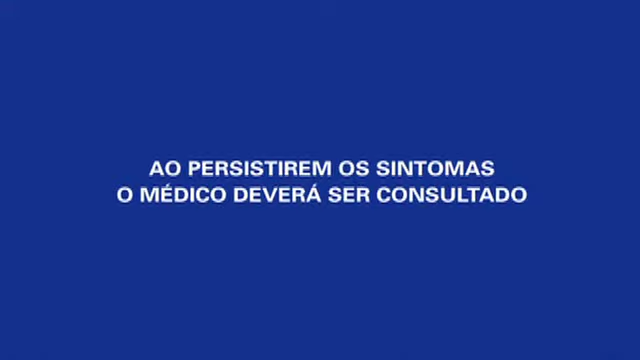 AO PERSISTIREM OS SINTOMAS
O MÉDICO DEVERÁ SER CONSULTADO